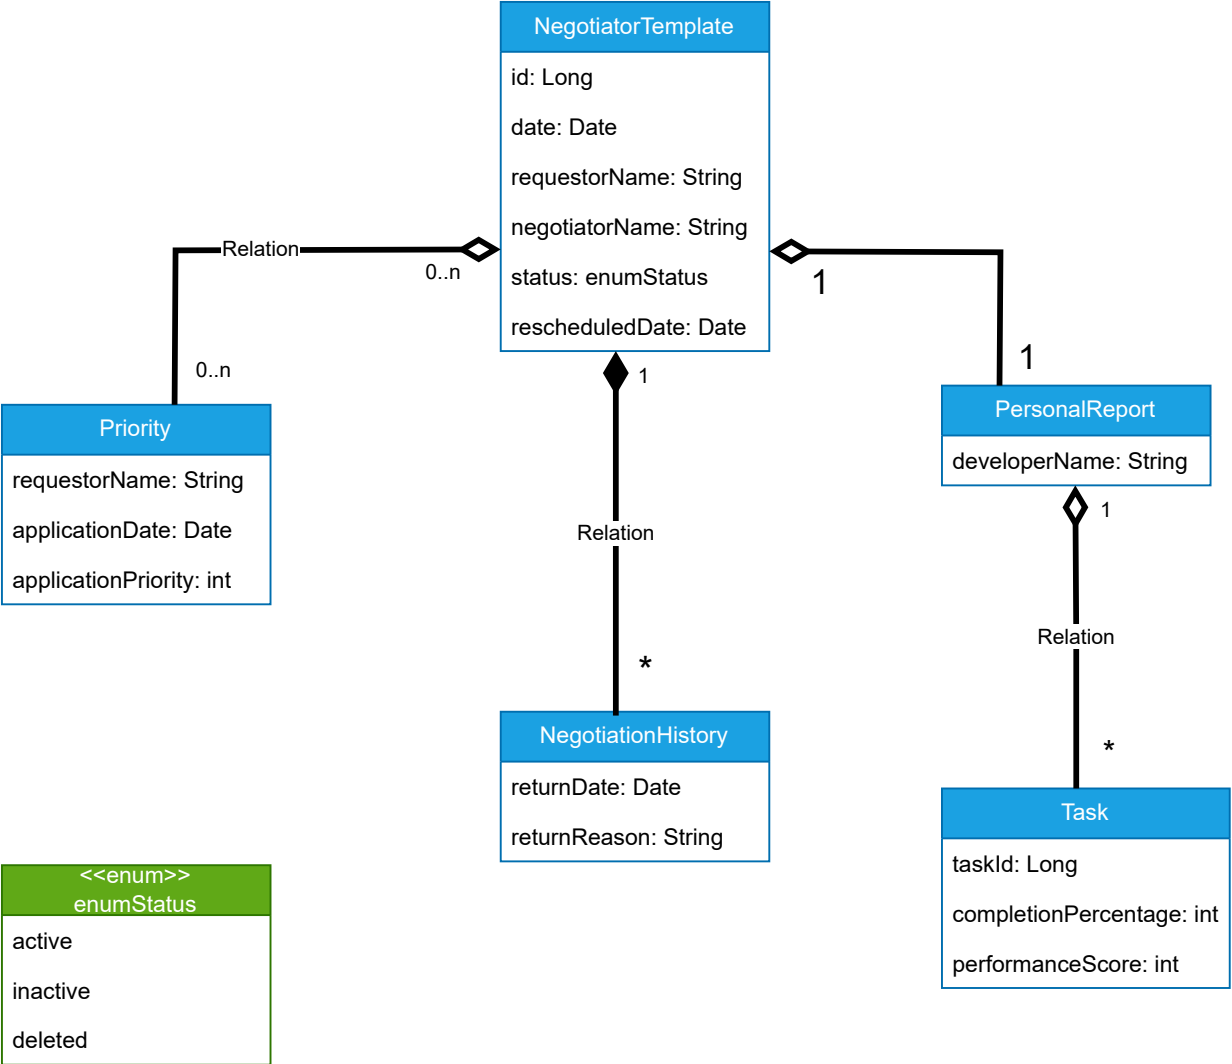 NegotiatorTemplate
id: Long
date: Date
requestorName: String
negotiatorName: String
status: enumStatus
rescheduledDate: Date
Relation
0..n
0..n
1
1
1
Priority
requestorName: String
applicationDate: Date
applicationPriority: int
PersonalReport
developerName: String
1
Relation
*
Relation
*
NegotiationHistory
returnDate: Date
returnReason: String
Task
taskId: Long
completionPercentage: int
performanceScore: int
<<enum>>
enumStatus
active
inactive
deleted